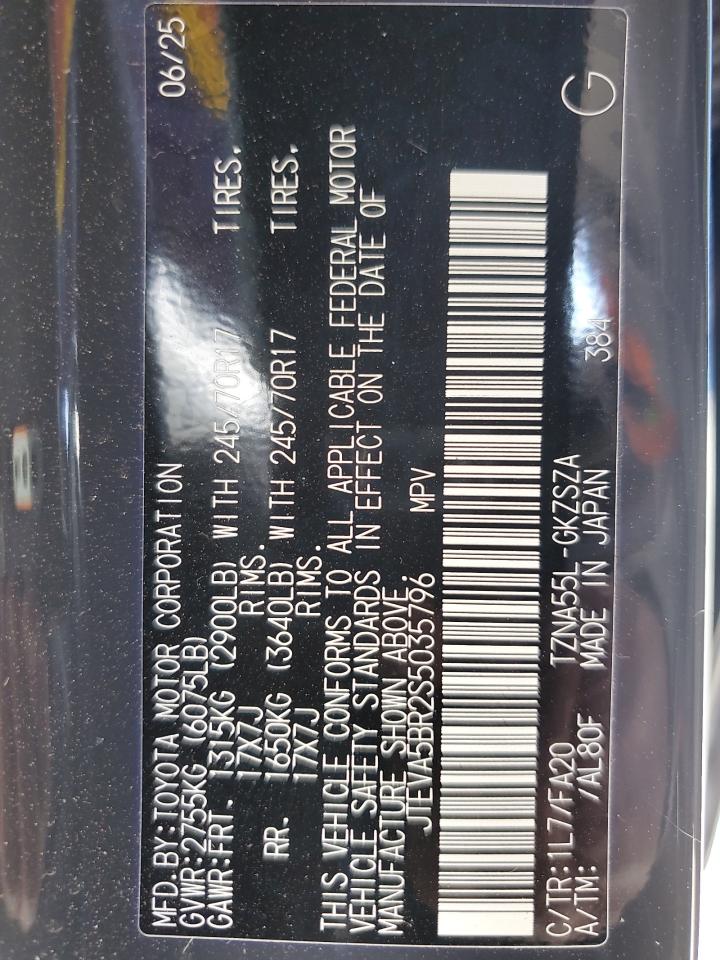 MFD.BY:TOYOTA MOTOR CORPORATION 06/25
GVWR:2755KG (6075LB)
GAWR:FRT. 1315KG (2900LB) WITH 245/70R17 TIRES.
17X7J RIMS.
RR. 1650KG (3640LB) WITH 245/70R17 TIRES.
17X7J RIMS.
THIS VEHICLE CONFORMS TO ALL APPLICABLE FEDERAL MOTOR
VEHICLE SAFETY STANDARDS IN EFFECT ON THE DATE OF
MANUFACTURE SHOWN ABOVE.
JTEVA5BR2S5035796 MPV
C/TR:1L7/FA20 TZNA55L-GKZSZA
A/TM: /AL80F MADE IN JAPAN 384 G